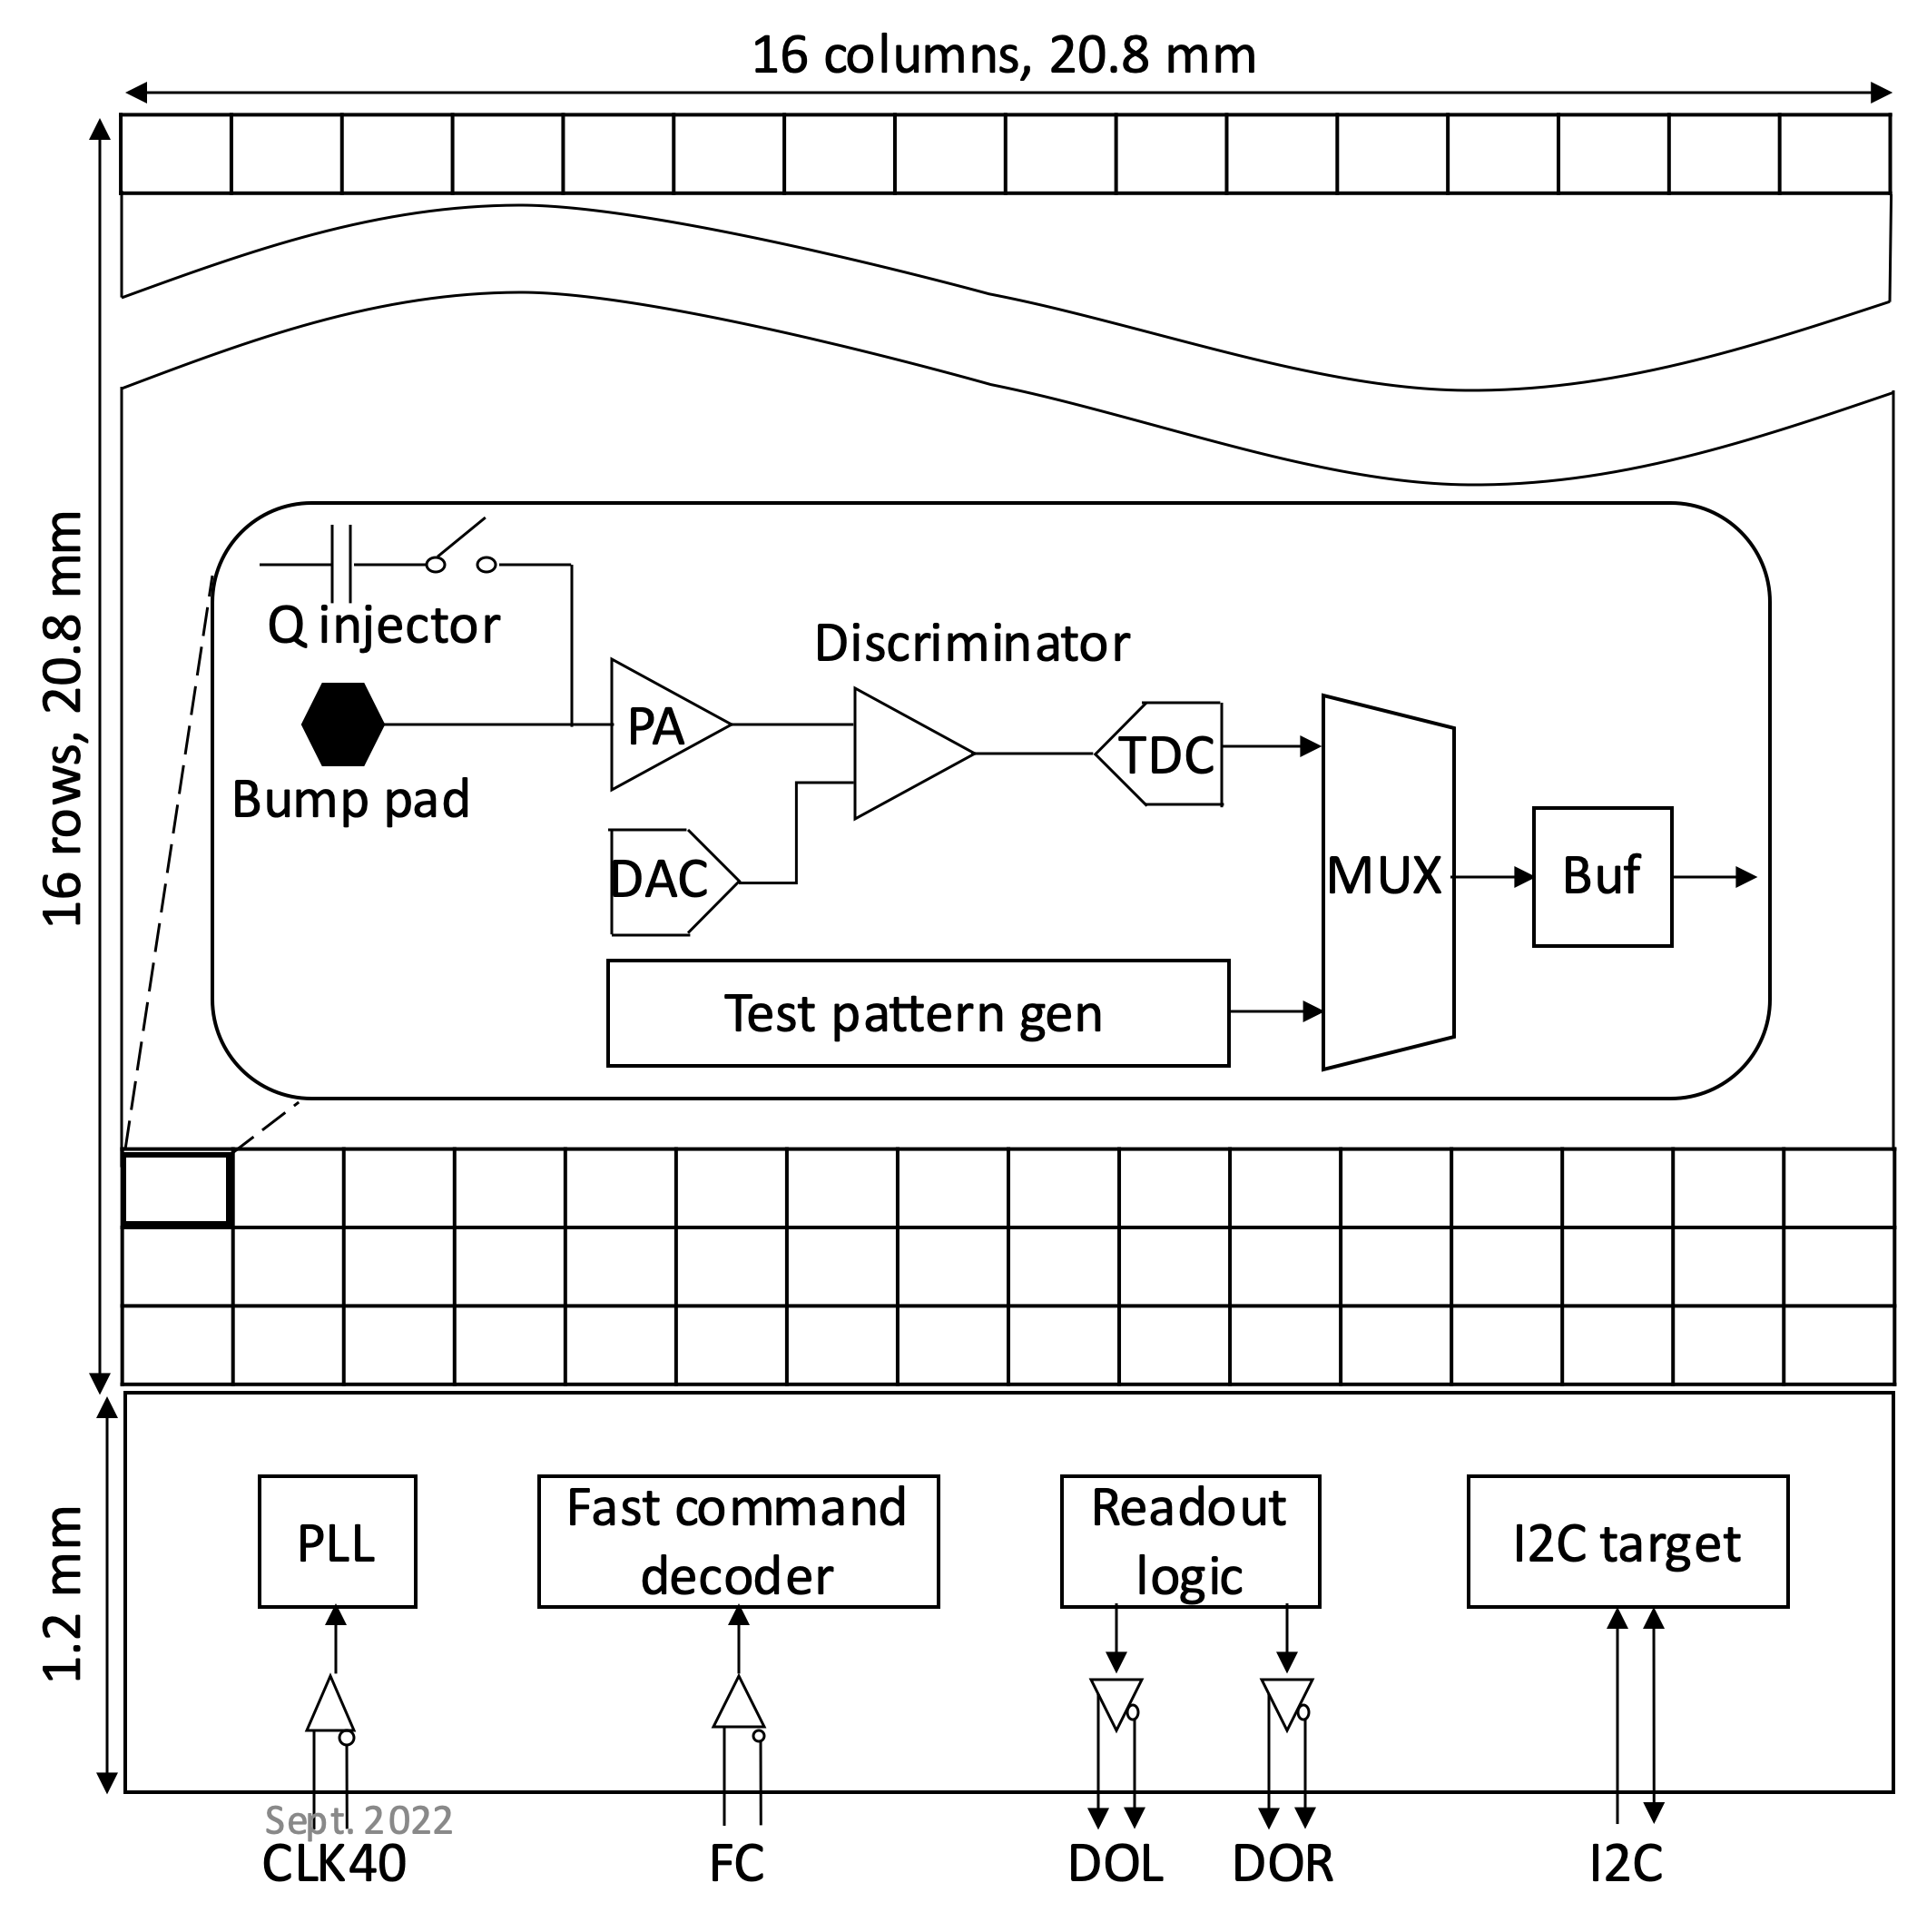 16 columns, 20.8 mm
16 rows, 20.8 mm
Q injector
Discriminator
PA
TDC
Bump pad
DAC
MUX
Buf
Test pattern gen
1.2 mm
PLL
Fast command
decoder
Readout
logic
I2C target
Sept. 2022
CLK40
FC
DOL
DOR
I2C